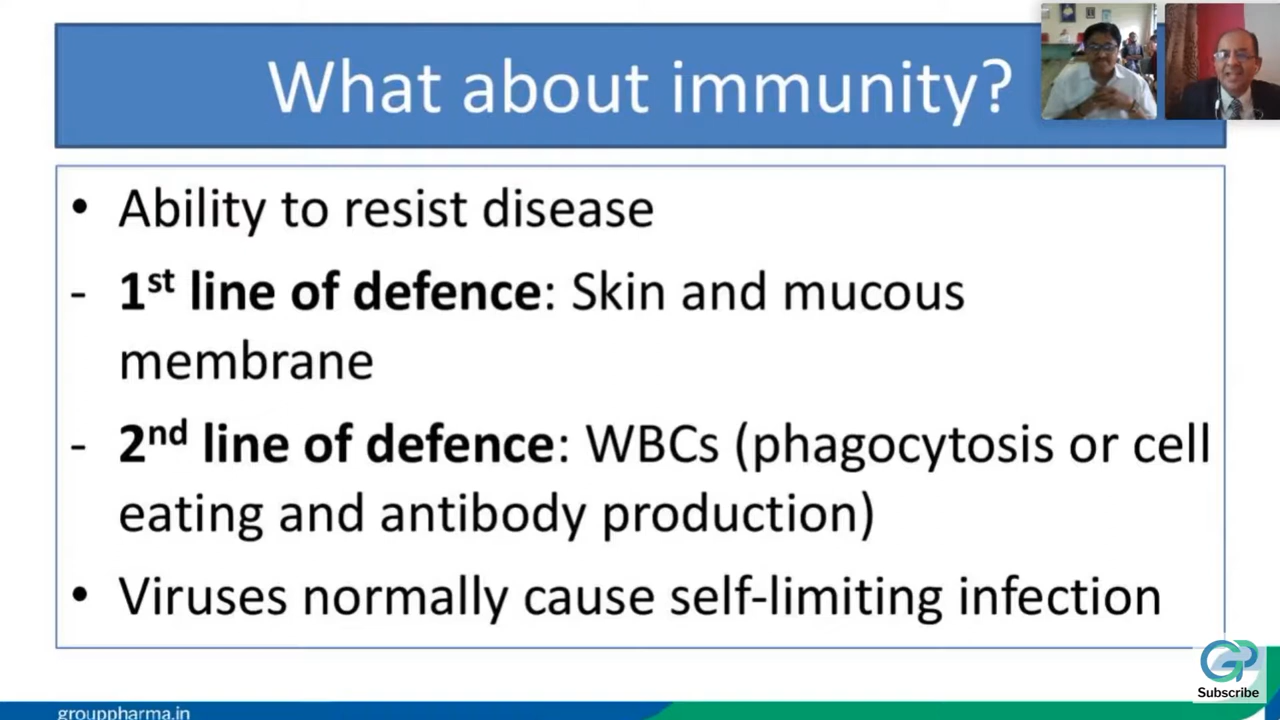 What about immunity?
• Ability to resist disease
- 1st line of defence: Skin and mucous
membrane
- 2nd line of defence: WBCs (phagocytosis or cell
eating and antibody production)
• Viruses normally cause self-limiting infection
GP
Subscribe
grouppharma.in